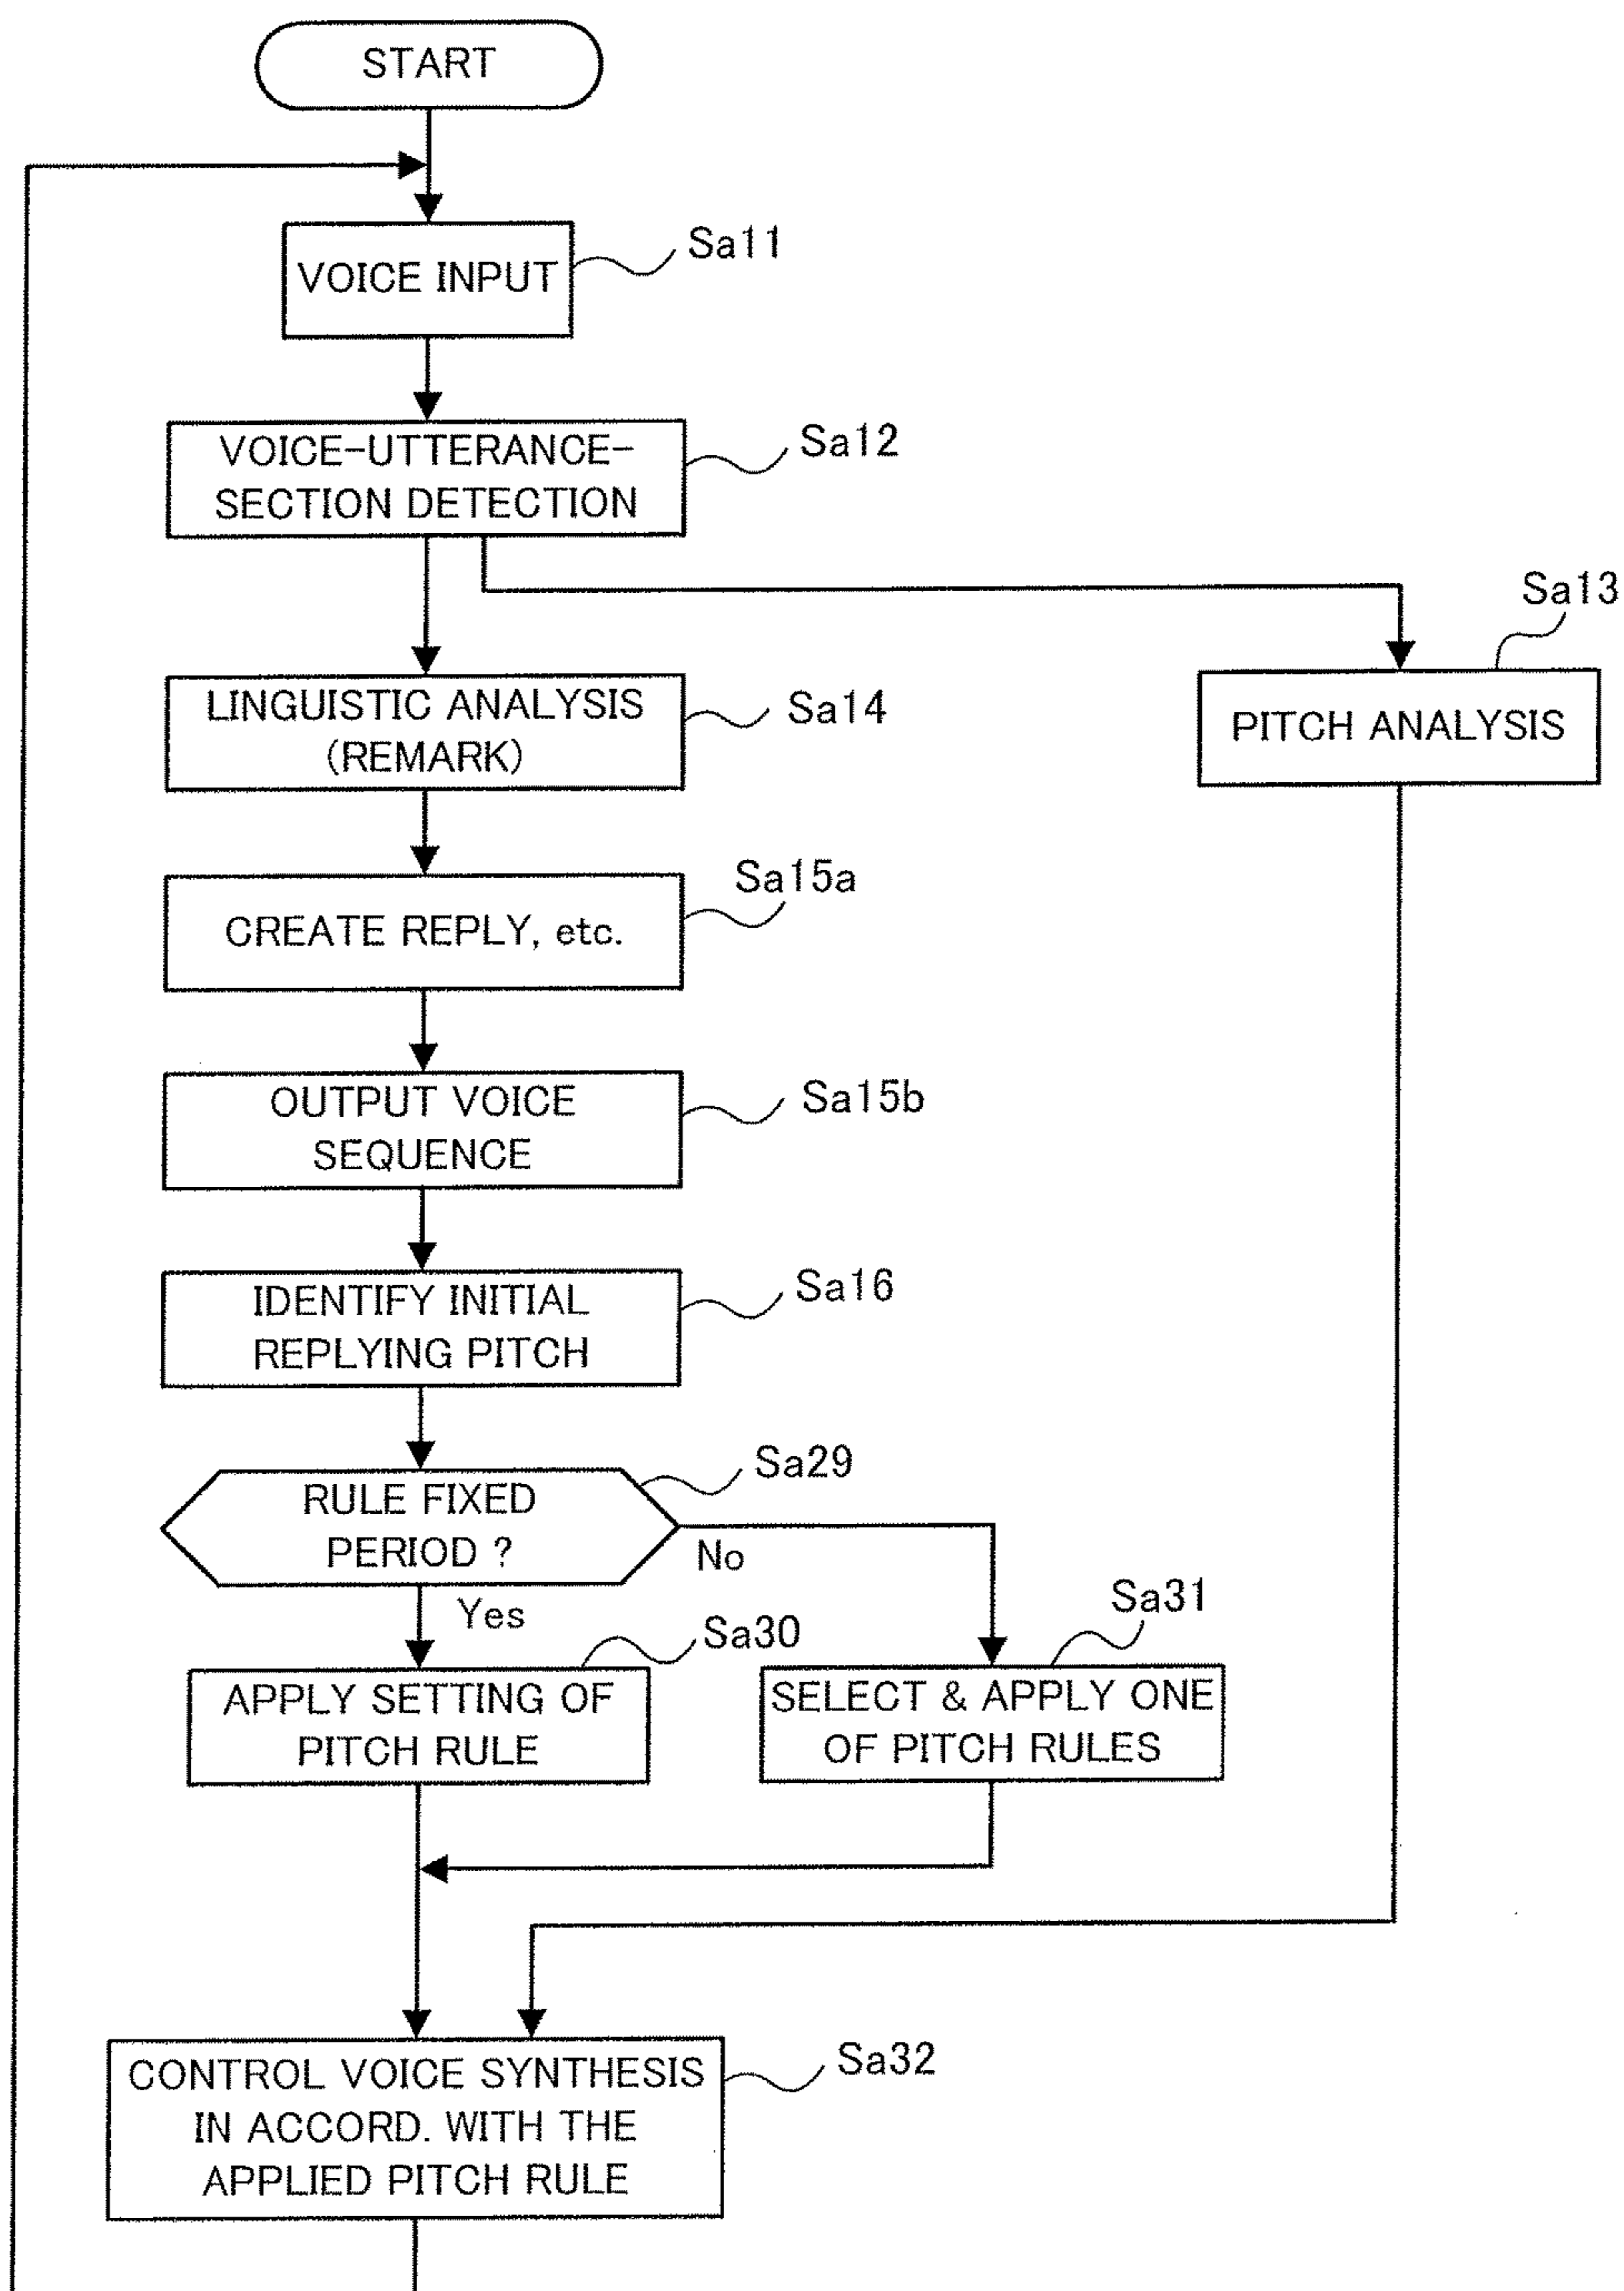 START
VOICE INPUT
Sa11
VOICE-UTTERANCE-
SECTION DETECTION
Sa12
Sa13
PITCH ANALYSIS
LINGUISTIC ANALYSIS
(REMARK)
Sa14
Sa15a
CREATE REPLY, etc.
OUTPUT VOICE
SEQUENCE
Sa15b
IDENTIFY INITIAL
REPLYING PITCH
Sa16
Sa29
RULE FIXED
PERIOD ?
No
Yes
Sa30
APPLY SETTING OF
PITCH RULE
Sa31
SELECT & APPLY ONE
OF PITCH RULES
CONTROL VOICE SYNTHESIS
IN ACCORD. WITH THE
APPLIED PITCH RULE
Sa32